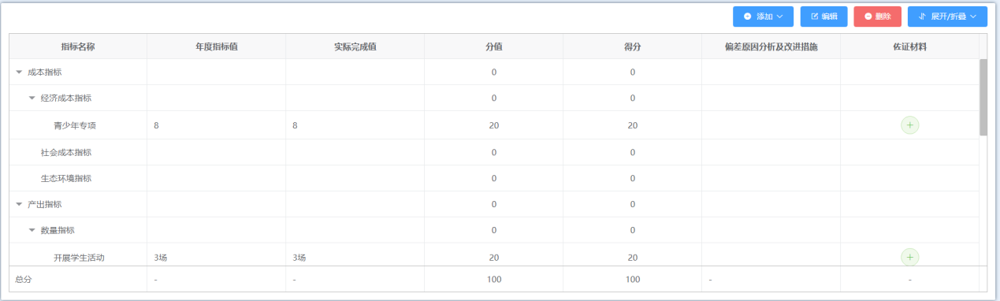 添加 编辑 删除 展开/折叠
指标名称 年度指标值 实际完成值 分值 得分 偏差原因分析及改进措施 佐证材料
成本指标 0 0
经济成本指标 0 0
青少年专项 8 8 20 20
社会成本指标 0 0
生态环境指标 0 0
产出指标 0 0
数量指标 0 0
开展学生活动 3场 3场 20 20
总分 - - 100 100 - -